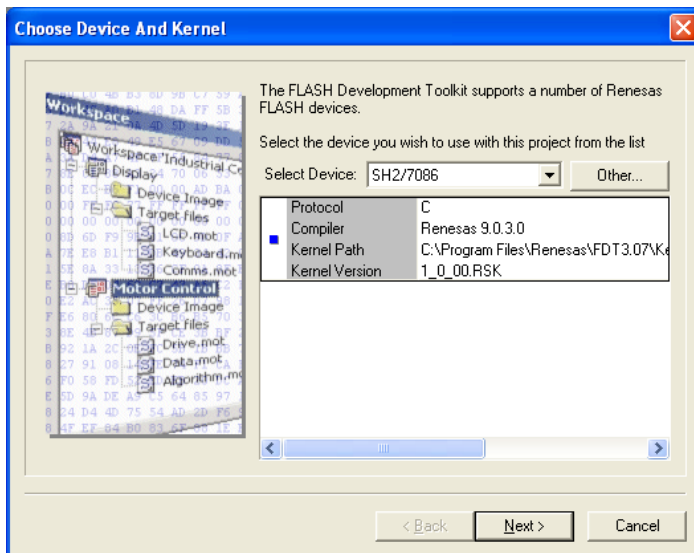 Choose Device And Kernel
Workspace
Workspace "Industrial Ce
Display
Device Image
Target files
LCD.mot
Keyboard.mo
Comms.mot
Motor Control
Device Image
Target files
Drive.mot
Data.mot
Algorithm.mo
The FLASH Development Toolkit supports a number of Renesas
FLASH devices.
Select the device you wish to use with this project from the list
Select Device: SH2/7086 Other...
Protocol C
Compiler Renesas 9.0.3.0
Kernel Path C:\Program Files\Renesas\FDT3.07\Ke
Kernel Version 1_0_00.RSK
< Back Next > Cancel